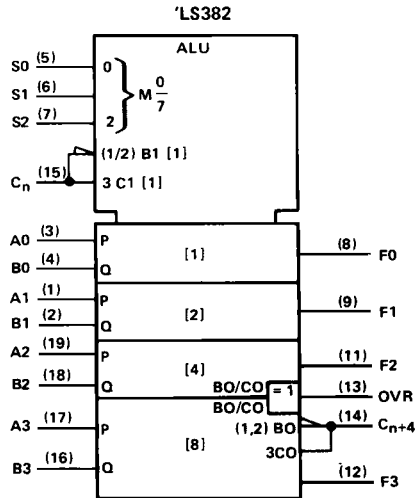 'LS382
ALU
S0 (5) 0
S1 (6) M 0/7
S2 (7) 2
(1/2) B1 [1]
Cn (15) 3 C1 [1]
A0 (3) P [1] (8) F0
B0 (4) Q
A1 (1) P [2] (9) F1
B1 (2) Q
A2 (19) P [4] (11) F2
B2 (18) Q BO/CO = 1 (13) OVR
BO/CO
(1,2) BO (14) Cn+4
A3 (17) P [8] 3CO
B3 (16) Q (12) F3